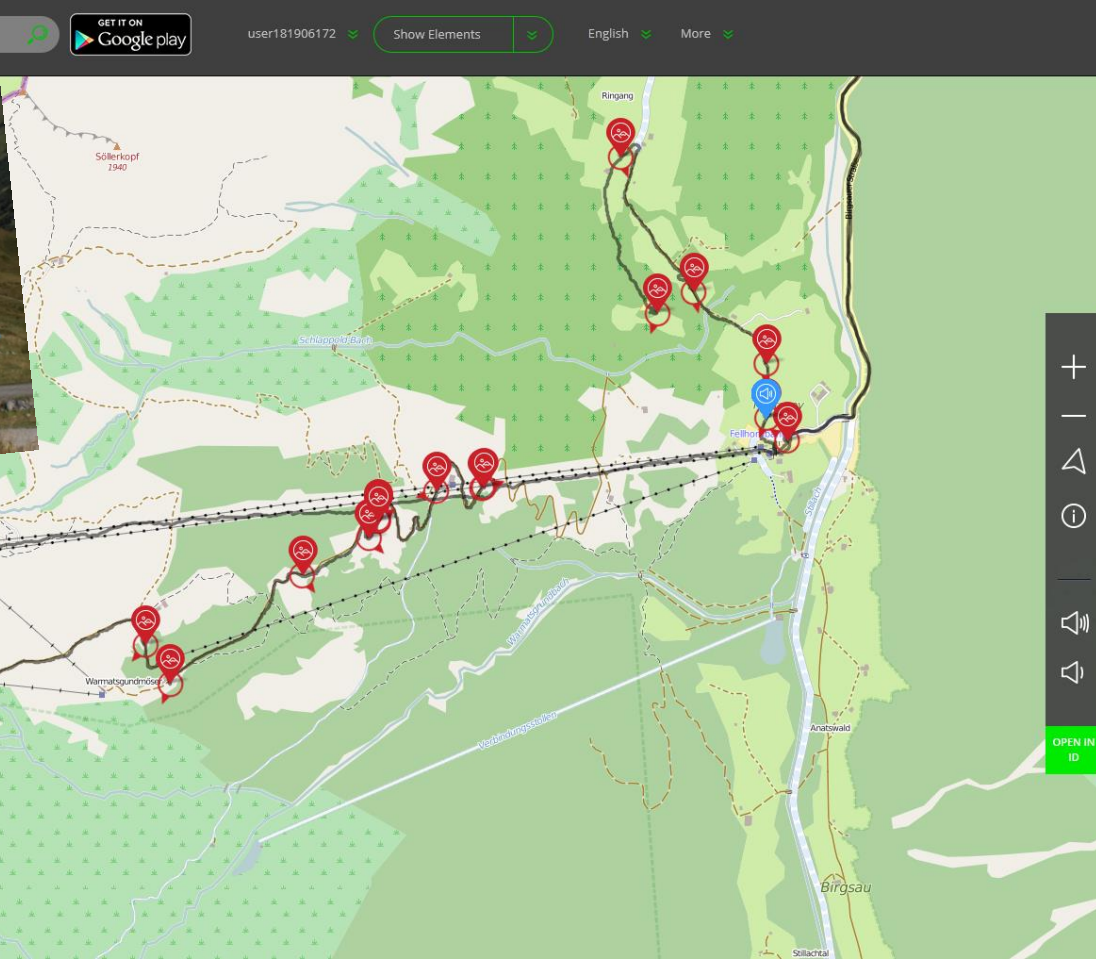 GET IT ON
Google play
user181906172
Show Elements
English
More
Ringang
Söllerkopf
1940
Schlappold-Bach
Stillach
Warmatsgundbach
Warmatsgundmöser
Verbindungsstollen
Anatswald
OPEN IN
ID
Birgsau
Stillachtal